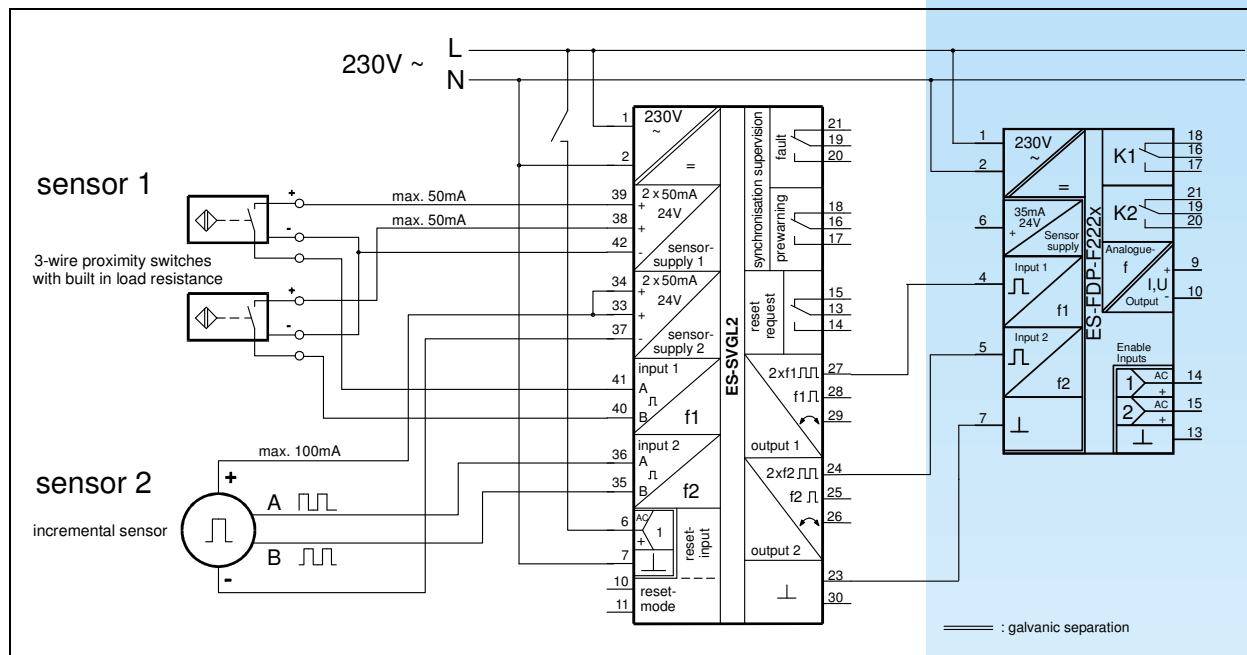 230V ~
L
N
sensor 1
+
-
3-wire proximity switches
with built in load resistance
+
-
max. 50mA
max. 50mA
max. 100mA
sensor 2
incremental sensor
+
-
A
B
1
2
39
38
42
34
33
37
41
40
36
35
6
7
10
11
230V
~
=
2 x 50mA
+
24V
+
-
sensor-
supply 1
2 x 50mA
+
24V
+
-
sensor-
supply 2
input 1
A
B
f1
input 2
A
B
f2
AC
+
1
reset-
input
reset-
mode
ES-SVGL2
synchronisation supervision
fault
prewarning
reset
request
21
19
20
18
16
17
15
13
14
2xf1
27
f1
28
29
output 1
2xf2
24
f2
25
26
output 2
23
30
1
2
6
4
5
7
230V
~
=
35mA
24V
+
Sensor
supply
Input 1
f1
Input 2
f2
ES-FDP-F222x
K1
18
16
17
K2
21
19
20
Analogue-
f
+
I,U
-
Output
9
10
Enable
Inputs
1
AC
+
14
2
AC
+
15
13
: galvanic separation